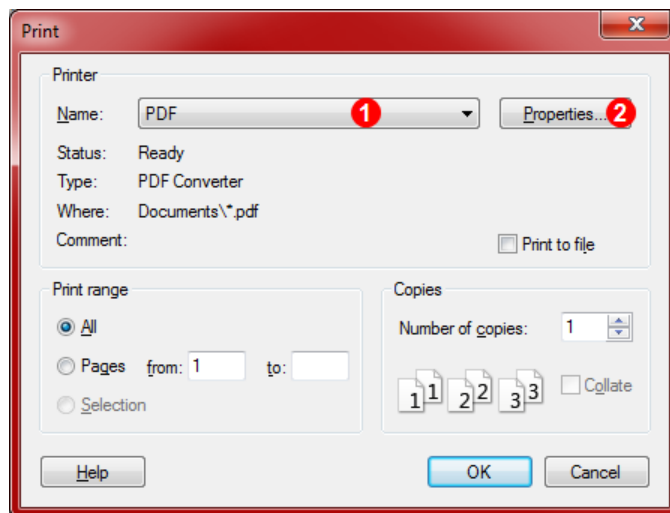 Print
Printer
Name: PDF 1 Properties... 2
Status: Ready
Type: PDF Converter
Where: Documents\*.pdf
Comment:
Print to file
Print range
All
Pages from: 1 to:
Selection
Copies
Number of copies: 1
1 1 2 2 3 3
Collate
Help
OK
Cancel